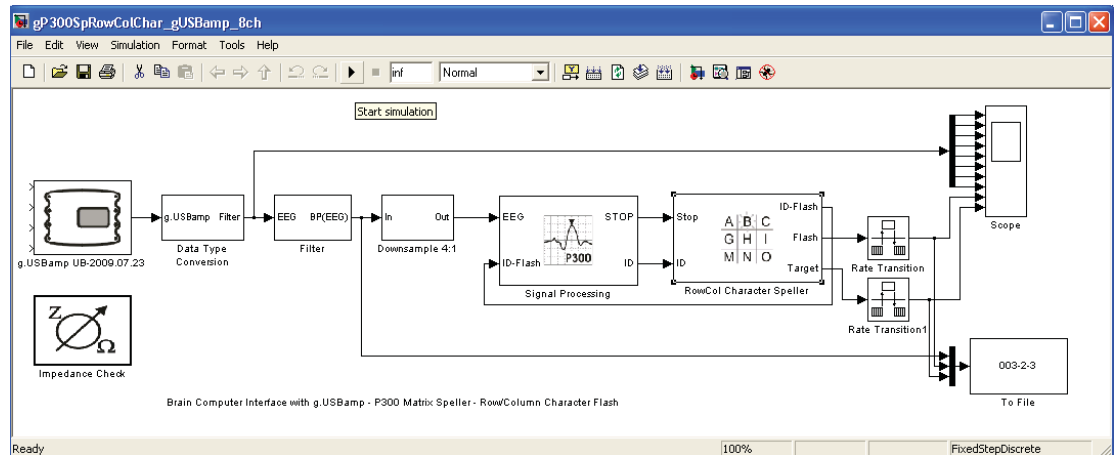 gP300SpRowColChar_gUSBamp_8ch
File Edit View Simulation Format Tools Help
inf Normal
Start simulation
g.USBamp UB-2009.07.23
g.USBamp Filter
Data Type
Conversion
EEG BP(EEG)
Filter
In Out
Downsample 4:1
EEG STOP
P300
ID-Flash ID
Signal Processing
Stop ID-Flash
A B C
G H I
M N O
Flash
ID
Target
RowCol Character Speller
Rate Transition
Rate Transition1
Scope
Z Ω
Impedance Check
003-2-3
To File
Brain Computer Interface with g.USBamp - P300 Matrix Speller - Row/Column Character Flash
Ready 100% FixedStepDiscrete